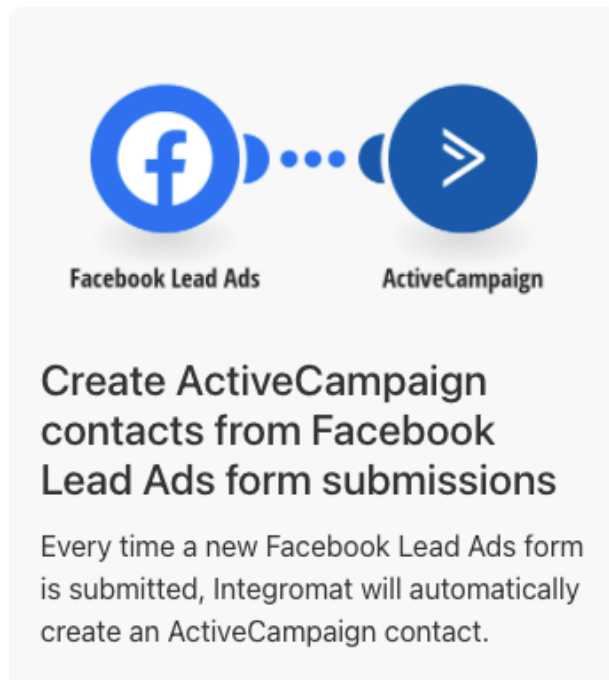 Facebook Lead Ads
ActiveCampaign
Create ActiveCampaign
contacts from Facebook
Lead Ads form submissions
Every time a new Facebook Lead Ads form
is submitted, Integromat will automatically
create an ActiveCampaign contact.